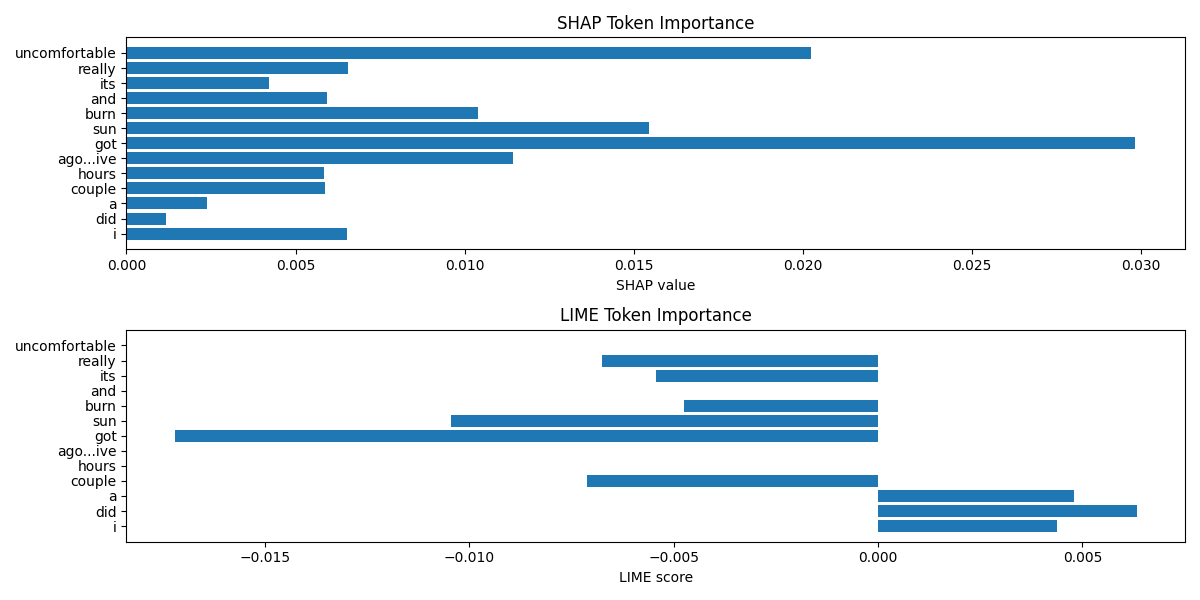 SHAP Token Importance
uncomfortable
really
its
and
burn
sun
got
ago...ive
hours
couple
a
did
i
0.000 0.005 0.010 0.015 0.020 0.025 0.030
SHAP value
LIME Token Importance
uncomfortable
really
its
and
burn
sun
got
ago...ive
hours
couple
a
did
i
−0.015 −0.010 −0.005 0.000 0.005
LIME score